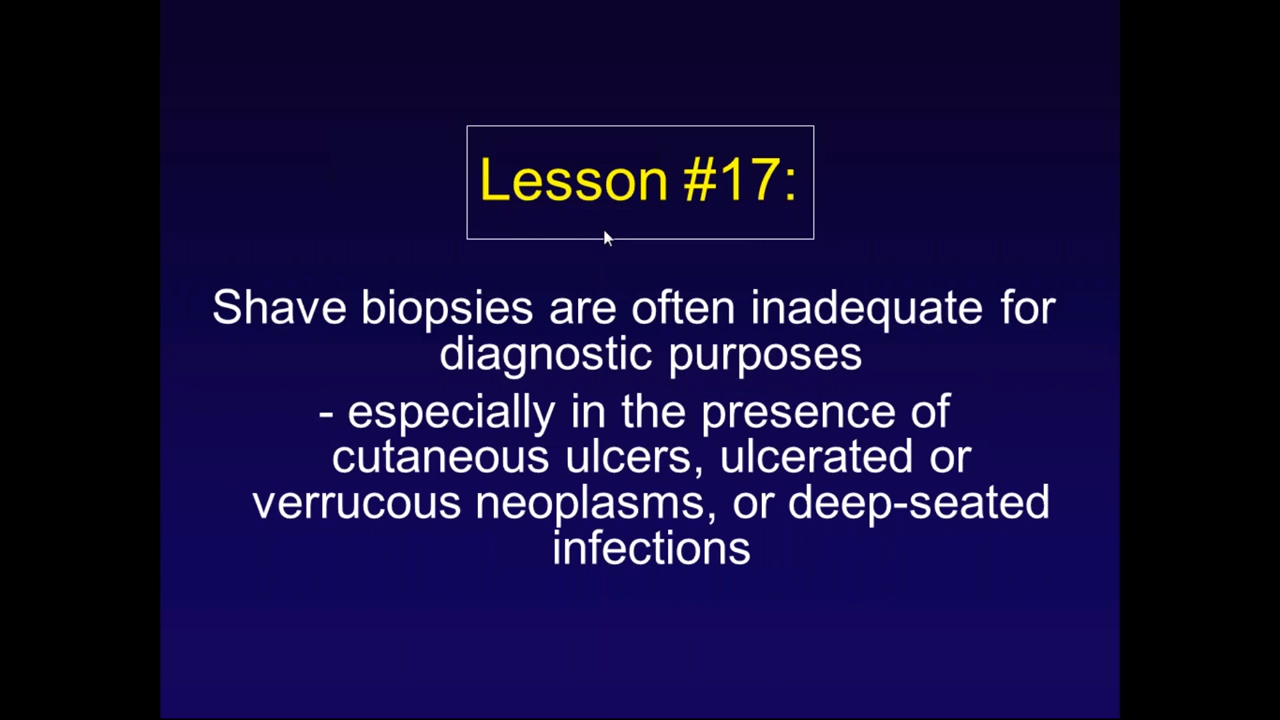 Lesson #17:
Shave biopsies are often inadequate for
diagnostic purposes
- especially in the presence of
cutaneous ulcers, ulcerated or
verrucous neoplasms, or deep-seated
infections